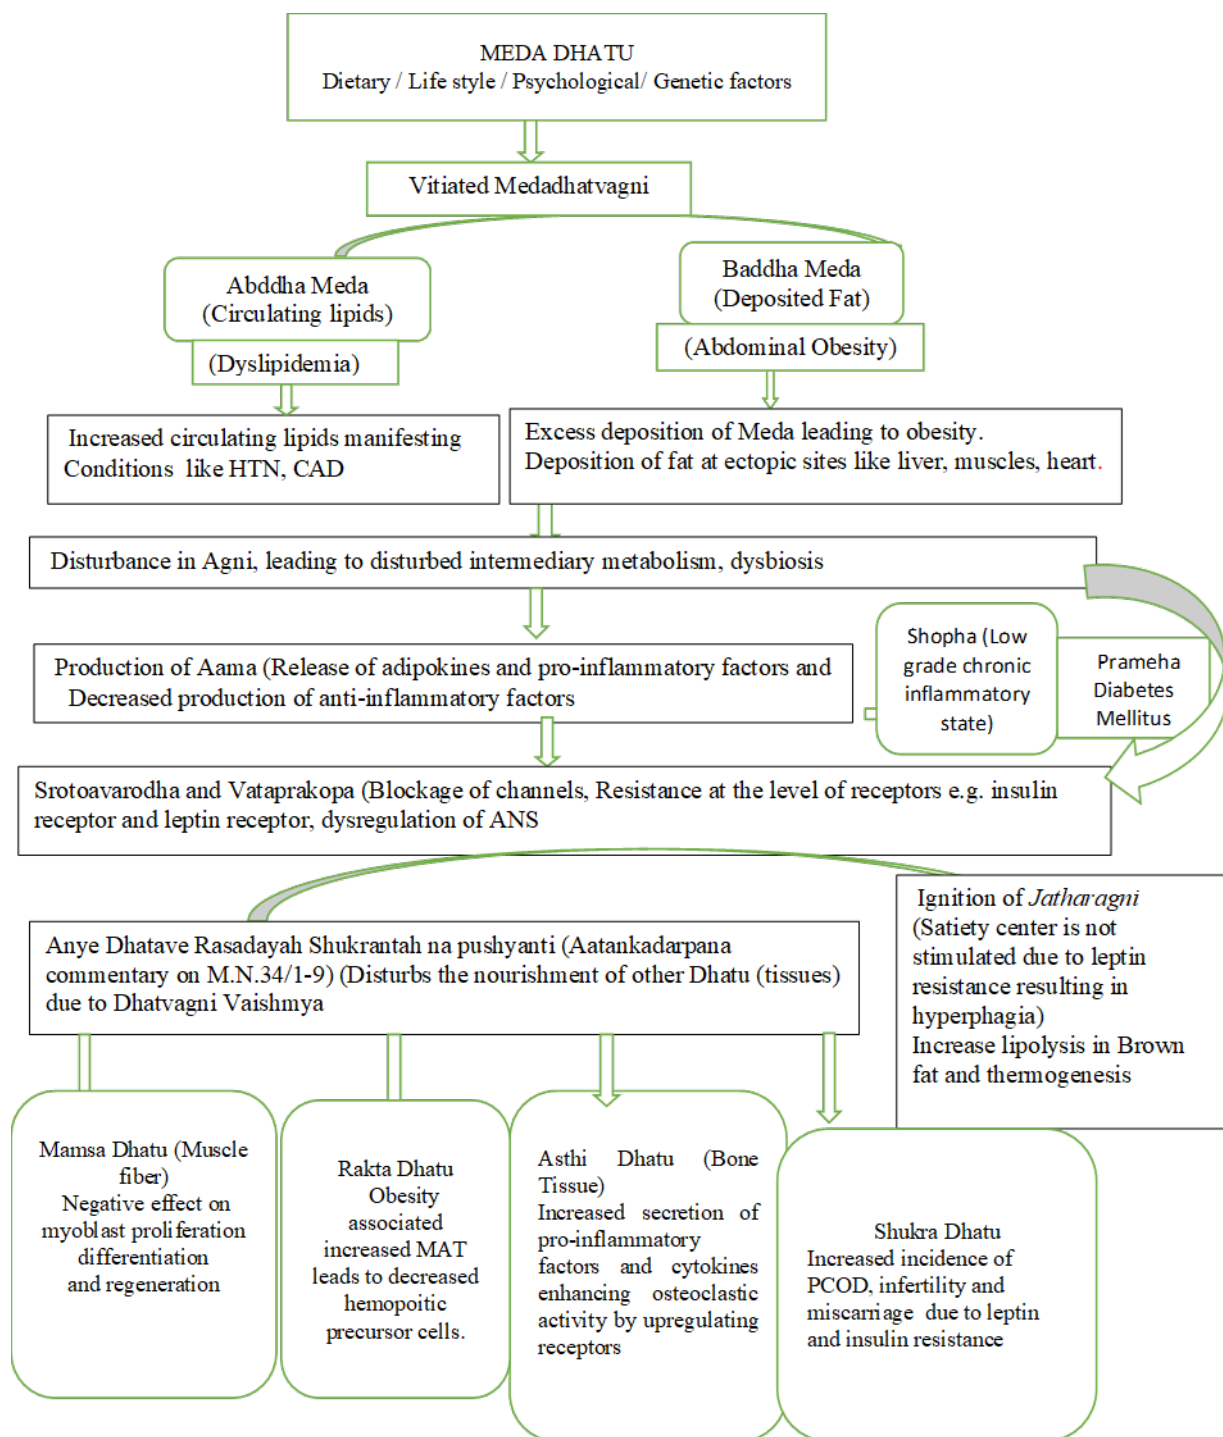 MEDA DHATU
Dietary / Life style / Psychological/ Genetic factors
Vitiated Medadhatvagni
Abddha Meda
(Circulating lipids)
(Dyslipidemia)
Baddha Meda
(Deposited Fat)
(Abdominal Obesity)
Increased circulating lipids manifesting
Conditions like HTN, CAD
Excess deposition of Meda leading to obesity.
Deposition of fat at ectopic sites like liver, muscles, heart.
Disturbance in Agni, leading to disturbed intermediary metabolism, dysbiosis
Production of Aama (Release of adipokines and pro-inflammatory factors and
Decreased production of anti-inflammatory factors
Shopha (Low
grade chronic
inflammatory
state)
Prameha
Diabetes
Mellitus
Srotoavarodha and Vataprakopa (Blockage of channels, Resistance at the level of receptors e.g. insulin
receptor and leptin receptor, dysregulation of ANS
Anye Dhatave Rasadayah Shukrantah na pushyanti (Aatankadarpana
commentary on M.N.34/1-9) (Disturbs the nourishment of other Dhatu (tissues)
due to Dhatvagni Vaishmya
Ignition of Jatharagni
(Satiety center is not
stimulated due to leptin
resistance resulting in
hyperphagia)
Increase lipolysis in Brown
fat and thermogenesis
Mamsa Dhatu (Muscle
fiber)
Negative effect on
myoblast proliferation
differentiation
and regeneration
Rakta Dhatu
Obesity
associated
increased MAT
leads to decreased
hemopoitic
precursor cells.
Asthi Dhatu (Bone
Tissue)
Increased secretion of
pro-inflammatory
factors and cytokines
enhancing osteoclastic
activity by upregulating
receptors
Shukra Dhatu
Increased incidence of
PCOD, infertility and
miscarriage due to leptin
and insulin resistance